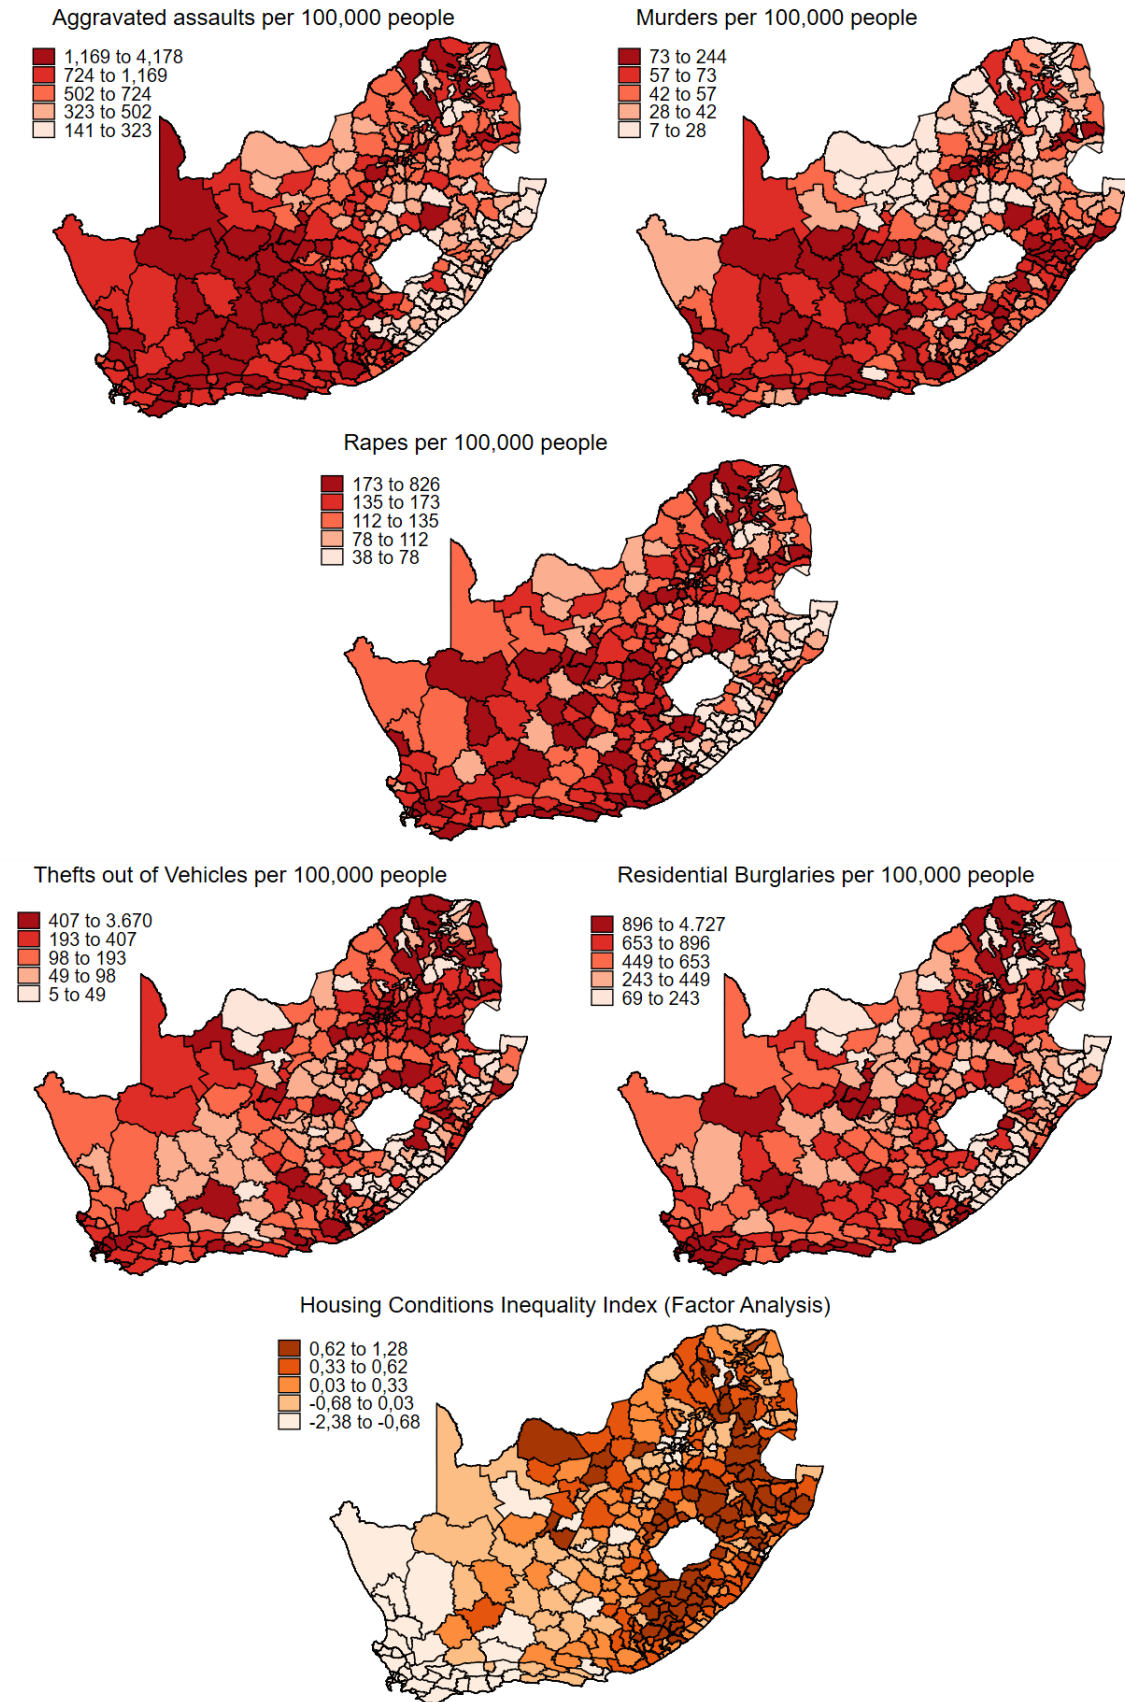 Aggravated assaults per 100,000 people
1,169 to 4,178
724 to 1,169
502 to 724
323 to 502
141 to 323
Murders per 100,000 people
73 to 244
57 to 73
42 to 57
28 to 42
7 to 28
Rapes per 100,000 people
173 to 826
135 to 173
112 to 135
78 to 112
38 to 78
Thefts out of Vehicles per 100,000 people
407 to 3.670
193 to 407
98 to 193
49 to 98
5 to 49
Residential Burglaries per 100,000 people
896 to 4.727
653 to 896
449 to 653
243 to 449
69 to 243
Housing Conditions Inequality Index (Factor Analysis)
0,62 to 1,28
0,33 to 0,62
0,03 to 0,33
-0,68 to 0,03
-2,38 to -0,68